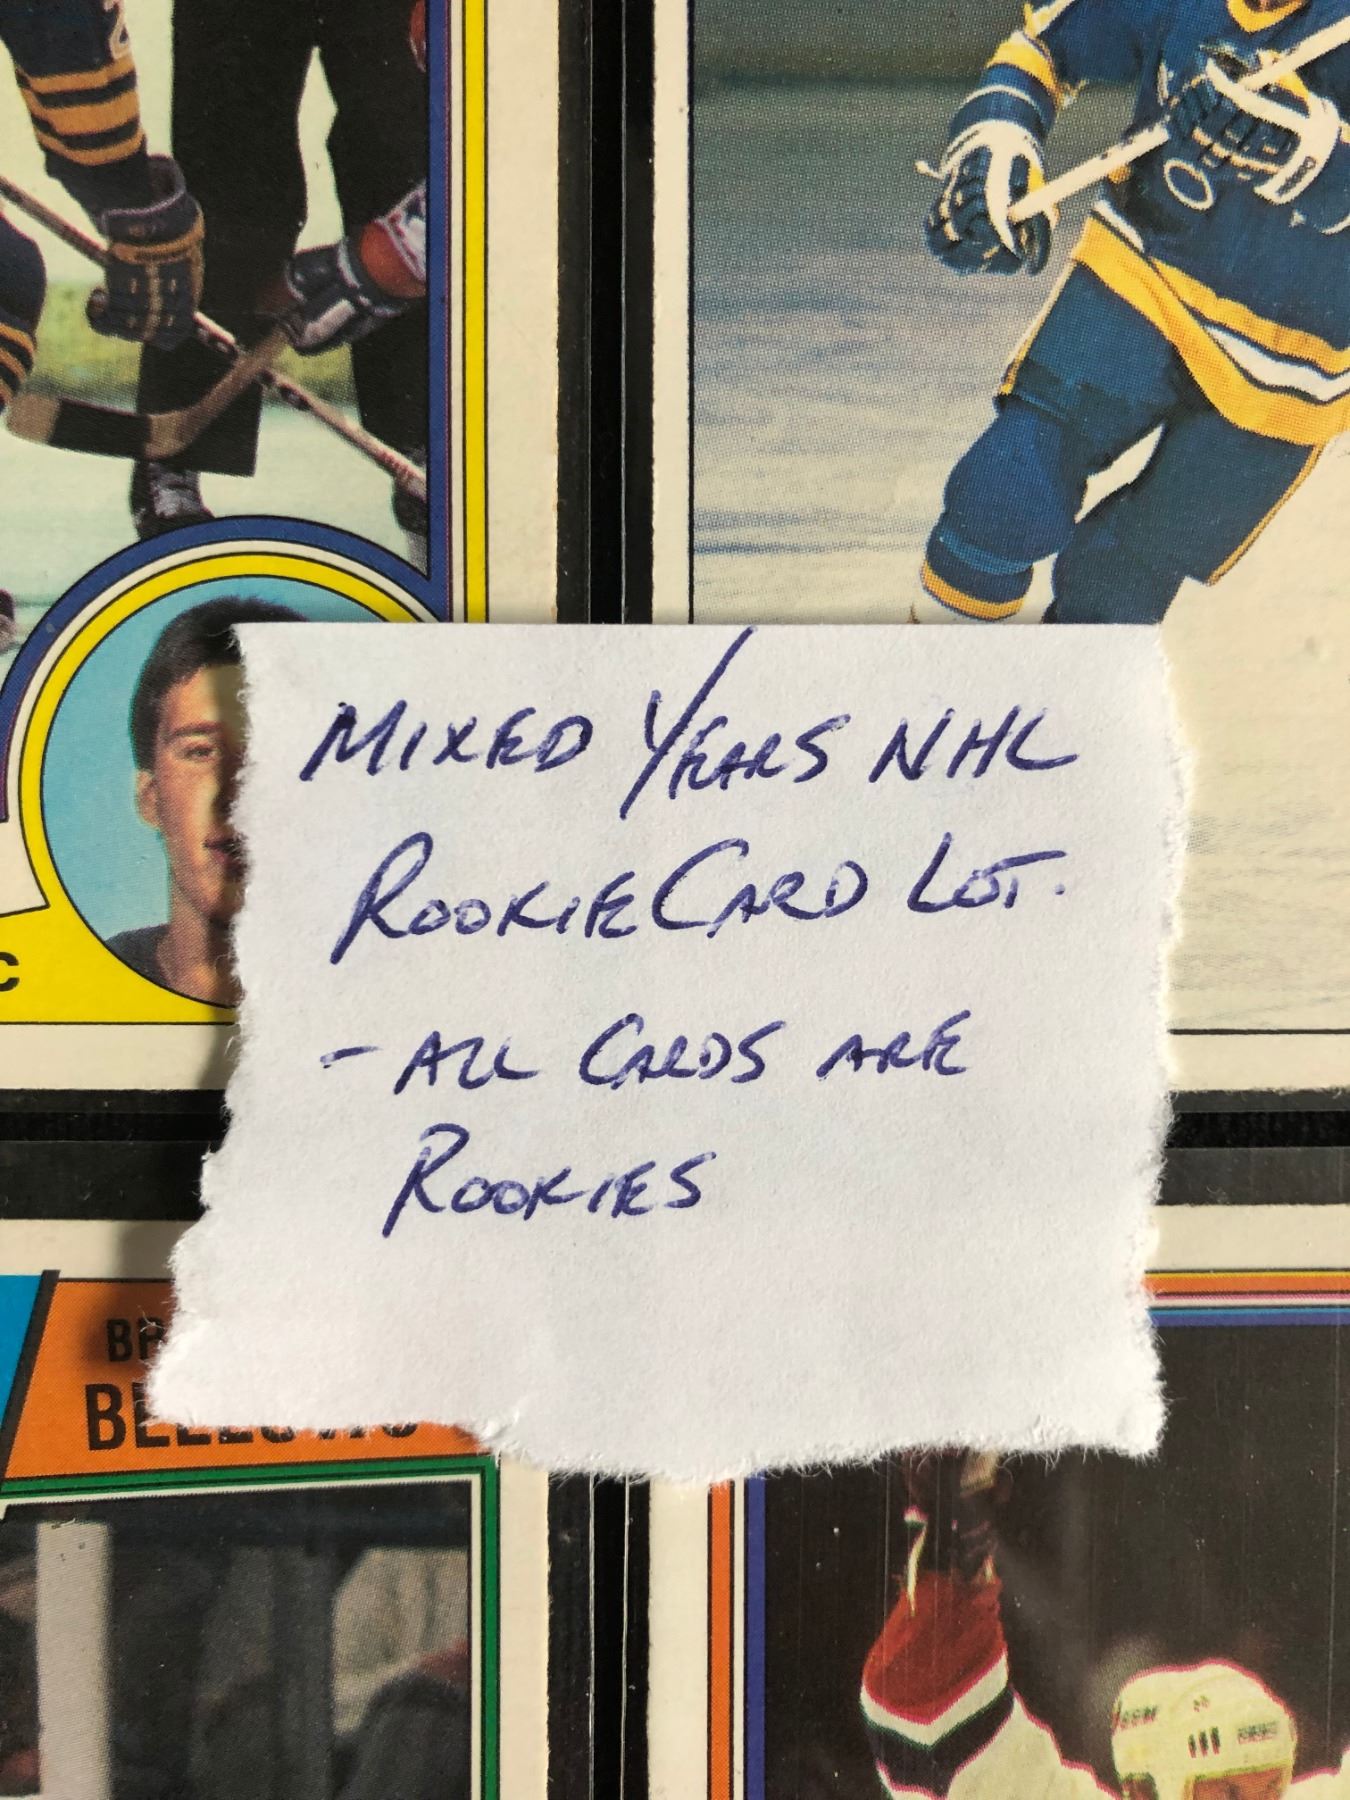 MIXED YEARS NHL
ROOKIE CARD LOT.
- ALL CARDS ARE
ROOKIES
C